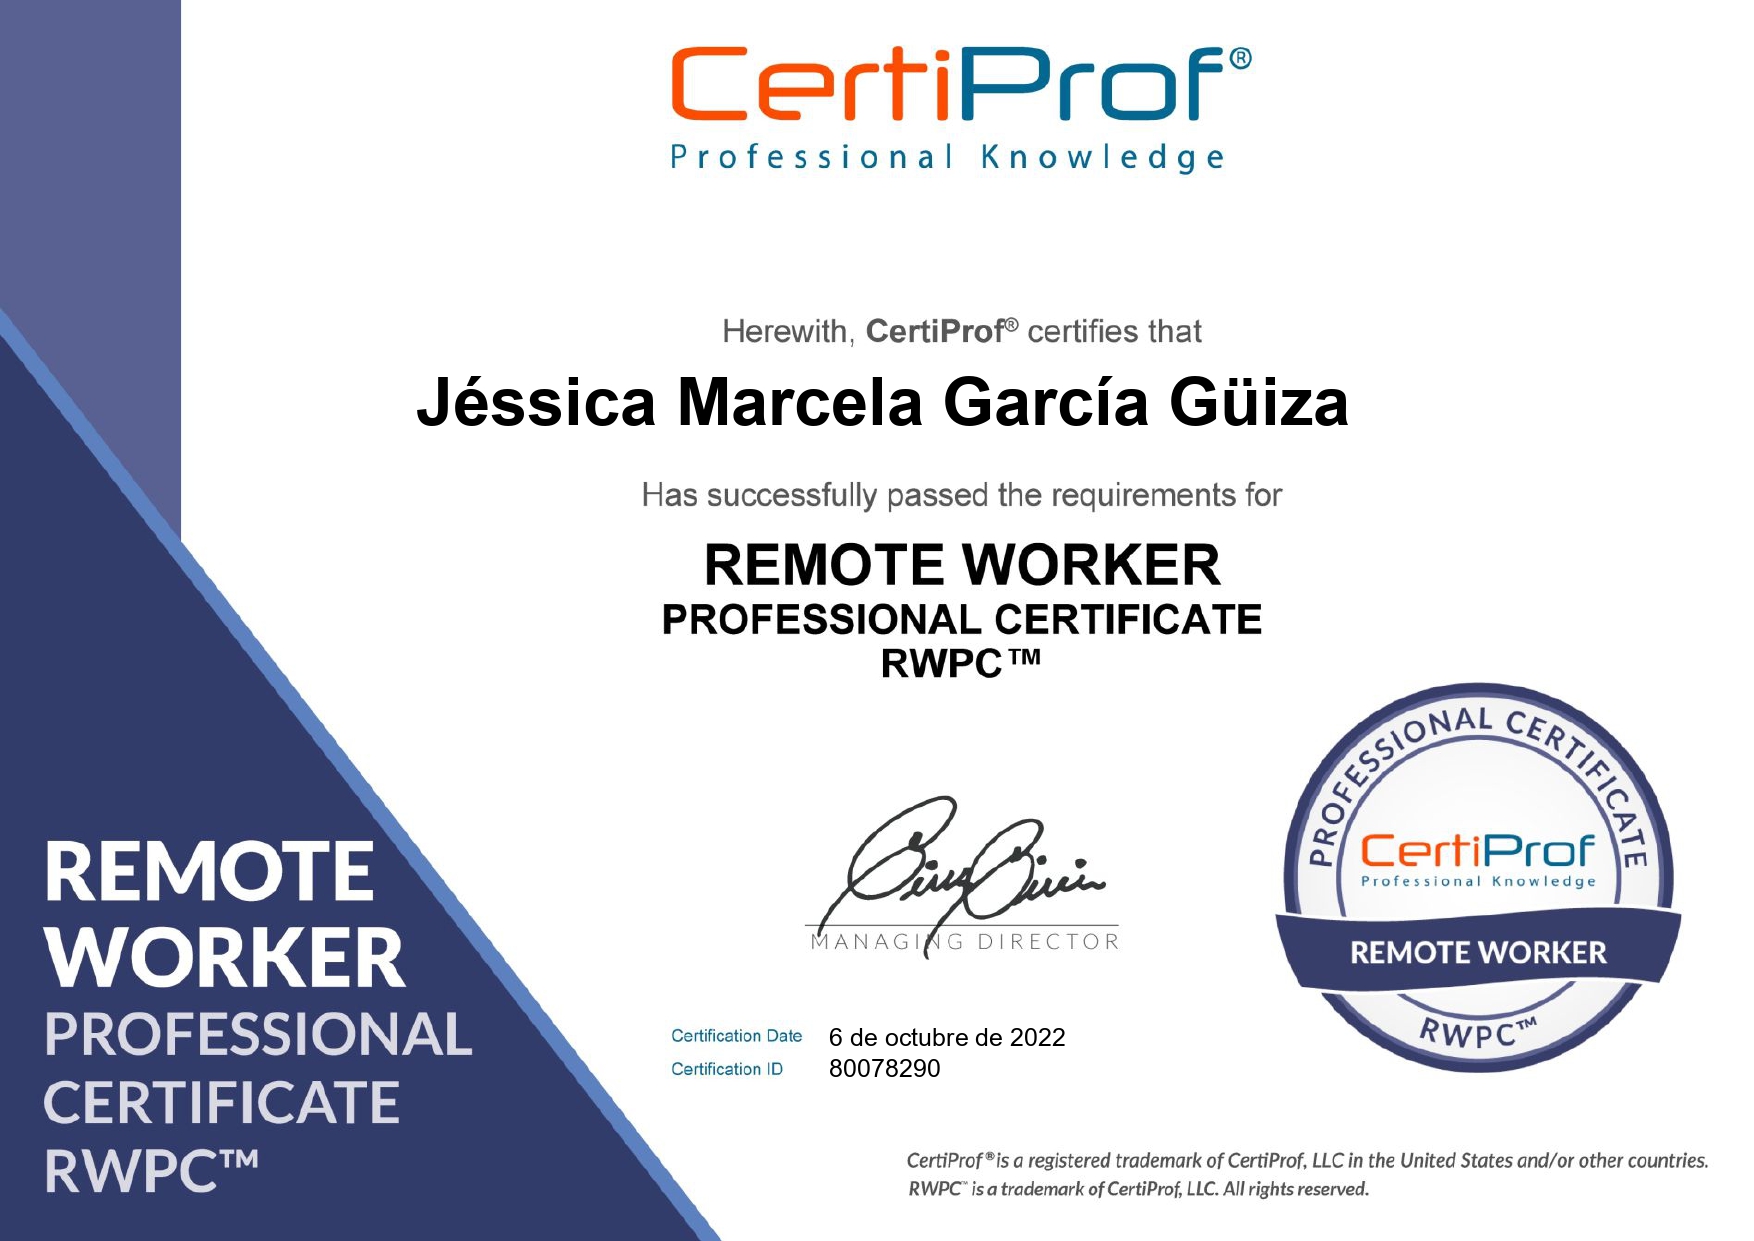 CertiProf®
Professional Knowledge
Herewith, CertiProf® certifies that
Jéssica Marcela García Güiza
Has successfully passed the requirements for
REMOTE WORKER
PROFESSIONAL CERTIFICATE
RWPC™
MANAGING DIRECTOR
Certification Date 6 de octubre de 2022
Certification ID 80078290
REMOTE
WORKER
PROFESSIONAL
CERTIFICATE
RWPC™
PROFESSIONAL CERTIFICATE
CertiProf
Professional Knowledge
REMOTE WORKER
RWPC™
CertiProf® is a registered trademark of CertiProf, LLC in the United States and/or other countries.
RWPC™ is a trademark of CertiProf, LLC. All rights reserved.